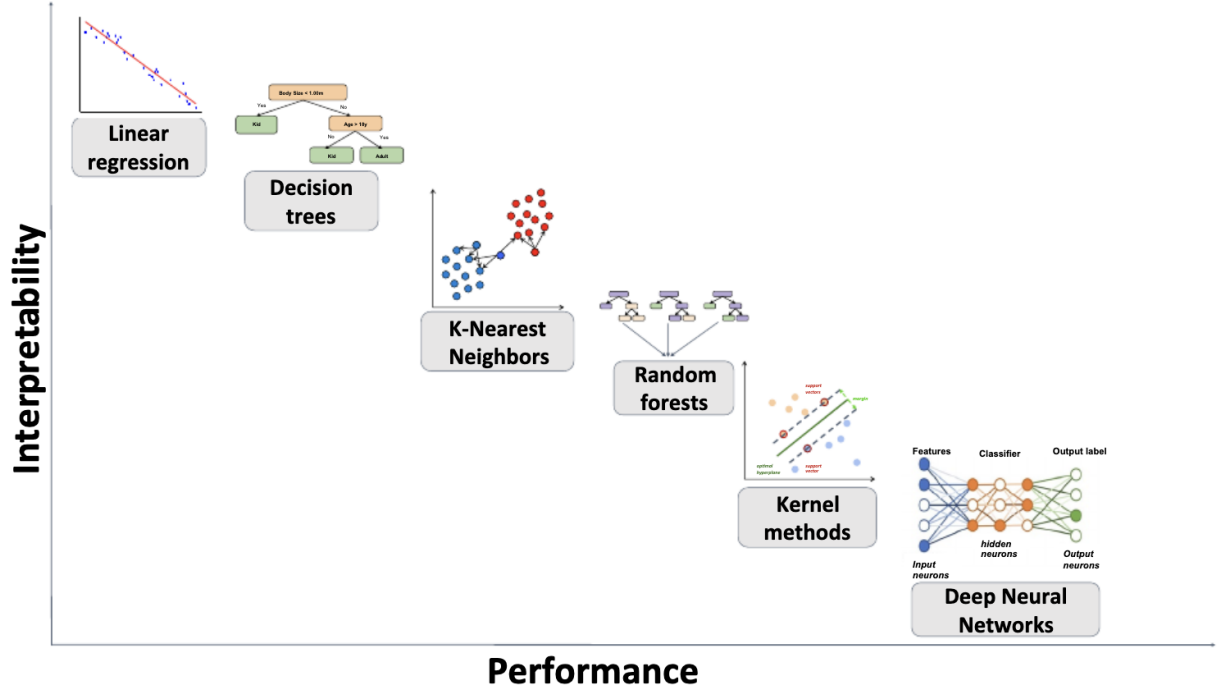 Interpretability
Linear
regression
Body Size < 1.00m
Yes
No
Kid
Age > 18y
No
Yes
Kid
Adult
Decision
trees
K-Nearest
Neighbors
Random
forests
support
vectors
margin
optimal
hyperplane
support
vector
Kernel
methods
Features
Classifier
Output label
hidden
neurons
Input
neurons
Output
neurons
Deep Neural
Networks
Performance